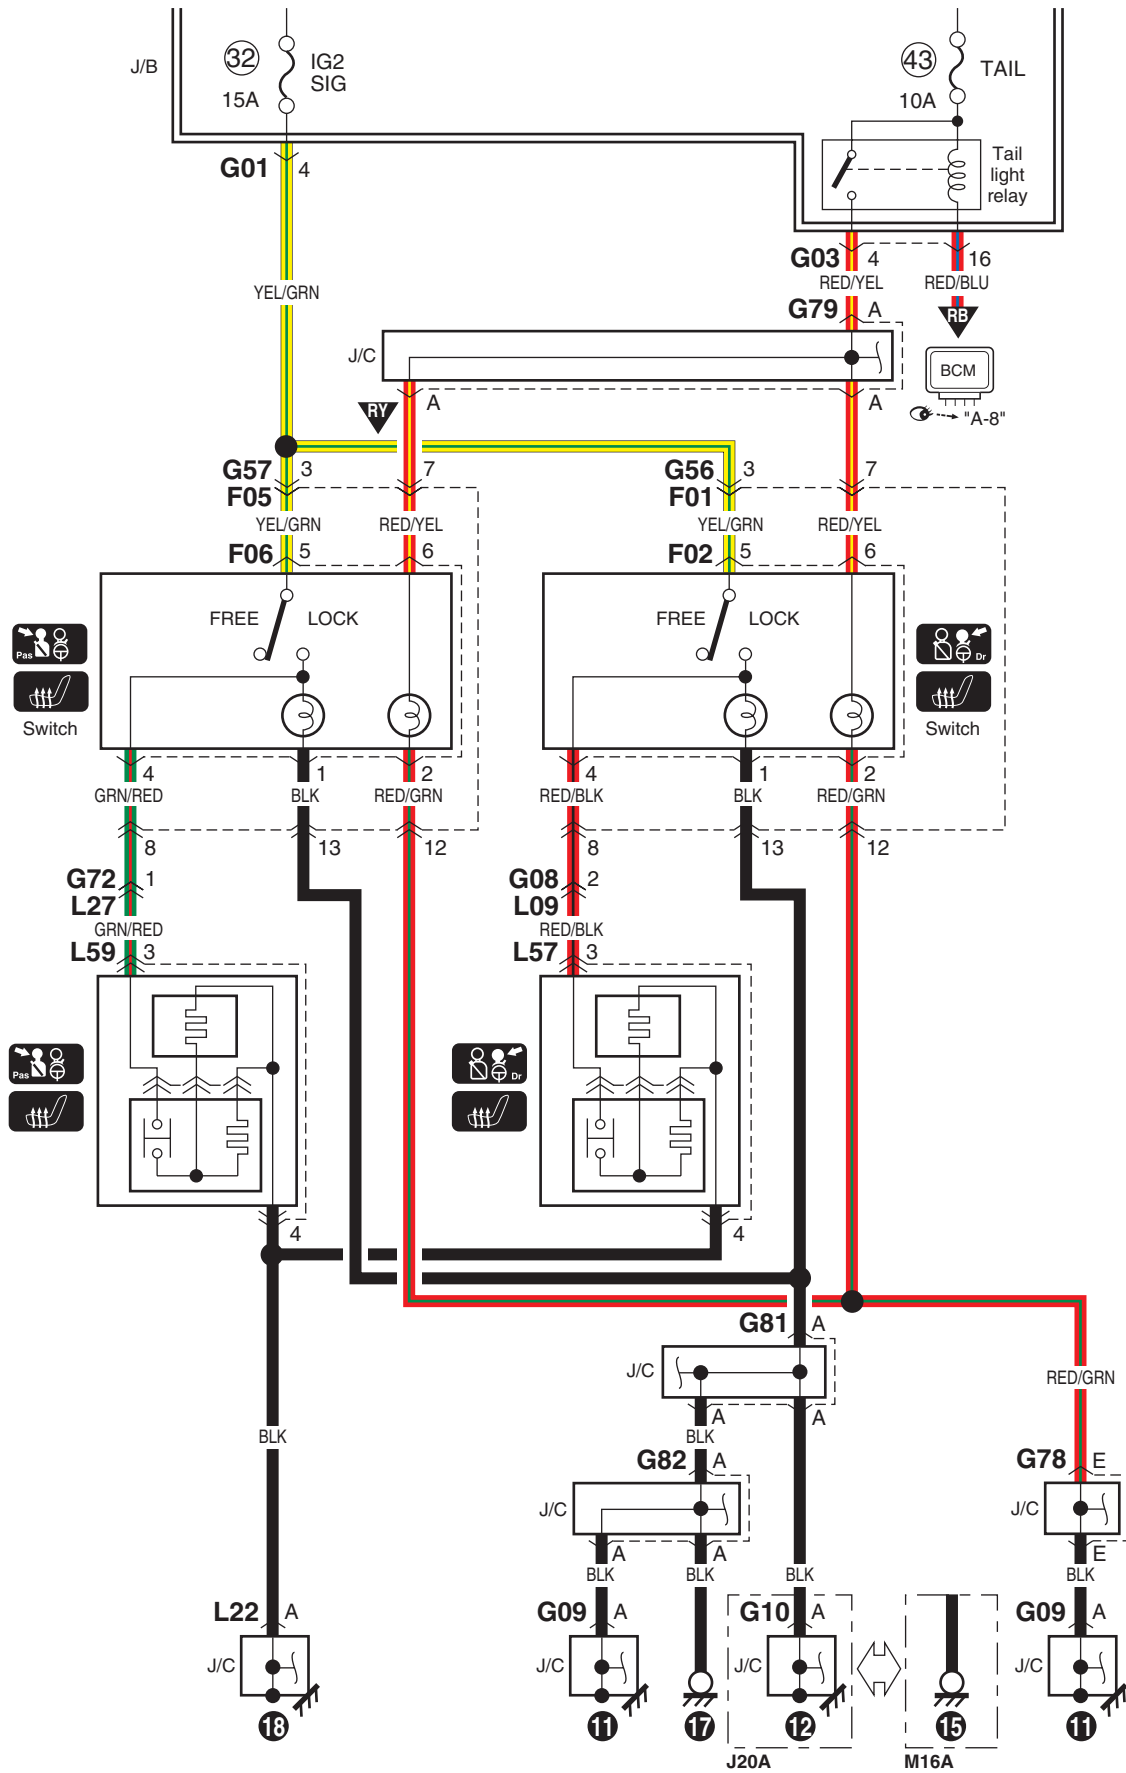 J/B
32
15A
IG2
SIG
43
10A
TAIL
Tail
light
relay
G01 4
G03 4 16
YEL/GRN
RED/YEL RED/BLU
G79 A
RB
J/C
BCM
"A-8"
RY
A A
G57 3 7
F05
G56 3 7
F01
YEL/GRN RED/YEL
YEL/GRN RED/YEL
F06 5 6
F02 5 6
FREE LOCK
FREE LOCK
Pas
Dr
Switch
Switch
4 1 2
4 1 2
GRN/RED BLK RED/GRN
RED/BLK BLK RED/GRN
8 13 12
8 13 12
G72 1
L27
G08 2
L09
GRN/RED
RED/BLK
L59 3
L57 3
Pas
Dr
4
4
G81 A
J/C
RED/GRN
A A
BLK
BLK
G82 A
G78 E
J/C
J/C
A A
E
BLK BLK BLK BLK
L22 A
G09 A
G10 A
G09 A
J/C
J/C
J/C
J/C
18
11
17
12
15
11
J20A
M16A